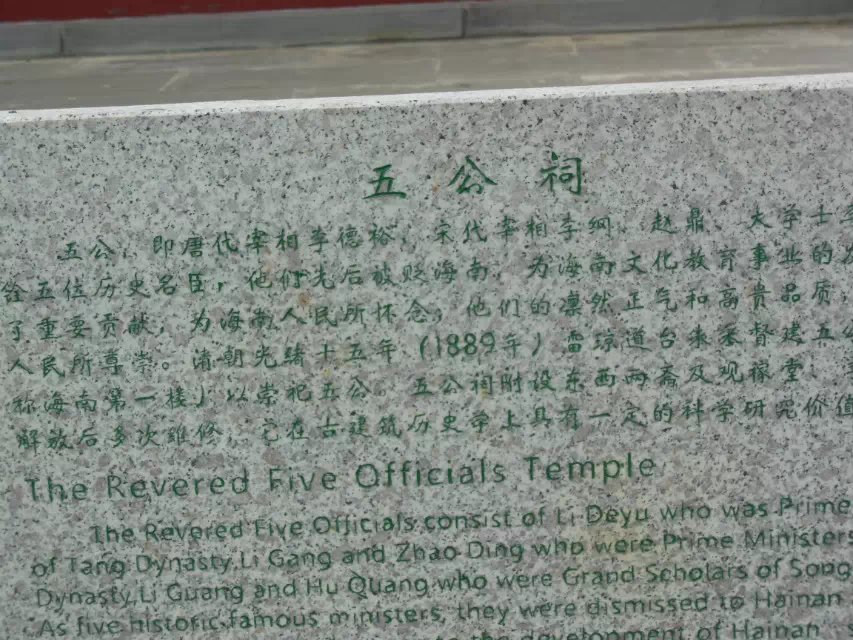 五公祠
五公,即唐代宰相李德裕,宋代宰相李纲、赵鼎、大学士李
五位历史名臣,他们先后被贬海南,为海南文化教育事业的发
了重要贡献,为海南人民所怀念;他们的凛然正气和高贵品质,
人民所尊崇。清朝光绪十五年(1889年)雷琼道台朱采督建五公
称海南第一楼)以崇祀五公。五公祠附设东西两斋及观稼堂,
解放后多次维修,它在古建筑历史学上具有一定的科学研究价值
The Revered Five Officials Temple
The Revered Five Officials consist of Li Deyu who was Prime
of Tang Dynasty,Li Gang and Zhao Ding who were Prime Ministers
Dynasty,Li Guang and Hu Quang who were Grand Scholars of Song
As five historic famous ministers, they were dismissed to Hainan
to the development of Hainan